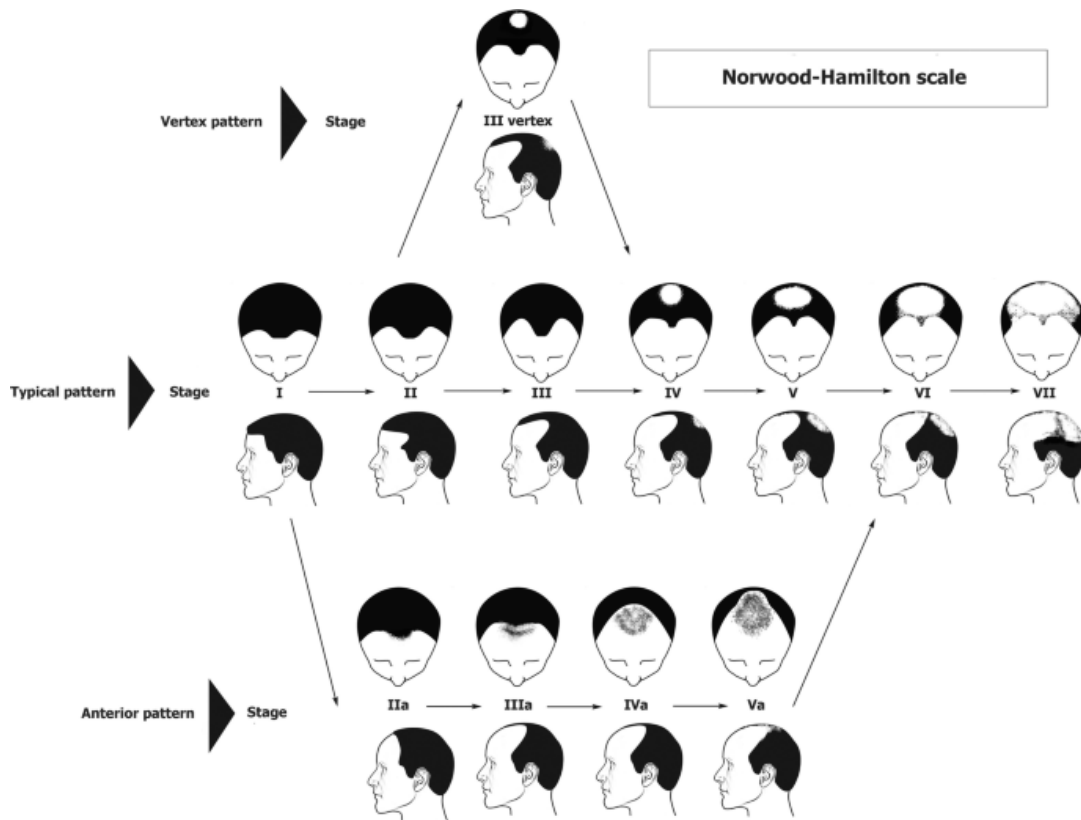 Norwood-Hamilton scale
Vertex pattern Stage
III vertex
Typical pattern Stage
I II III IV V VI VII
Anterior pattern Stage
IIa IIIa IVa Va